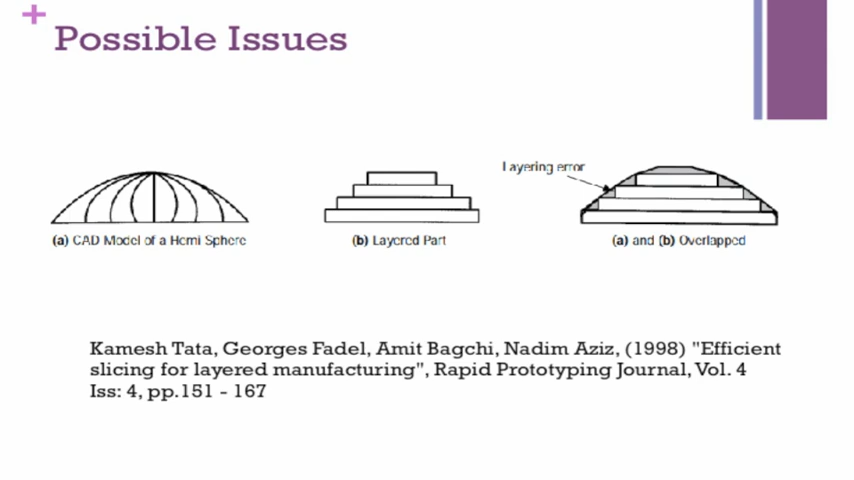 +
Possible Issues
Layering error
(a) CAD Model of a Hemi Sphere
(b) Layered Part
(a) and (b) Overlapped
Kamesh Tata, Georges Fadel, Amit Bagchi, Nadim Aziz, (1998) "Efficient
slicing for layered manufacturing", Rapid Prototyping Journal, Vol. 4
Iss: 4, pp.151 - 167